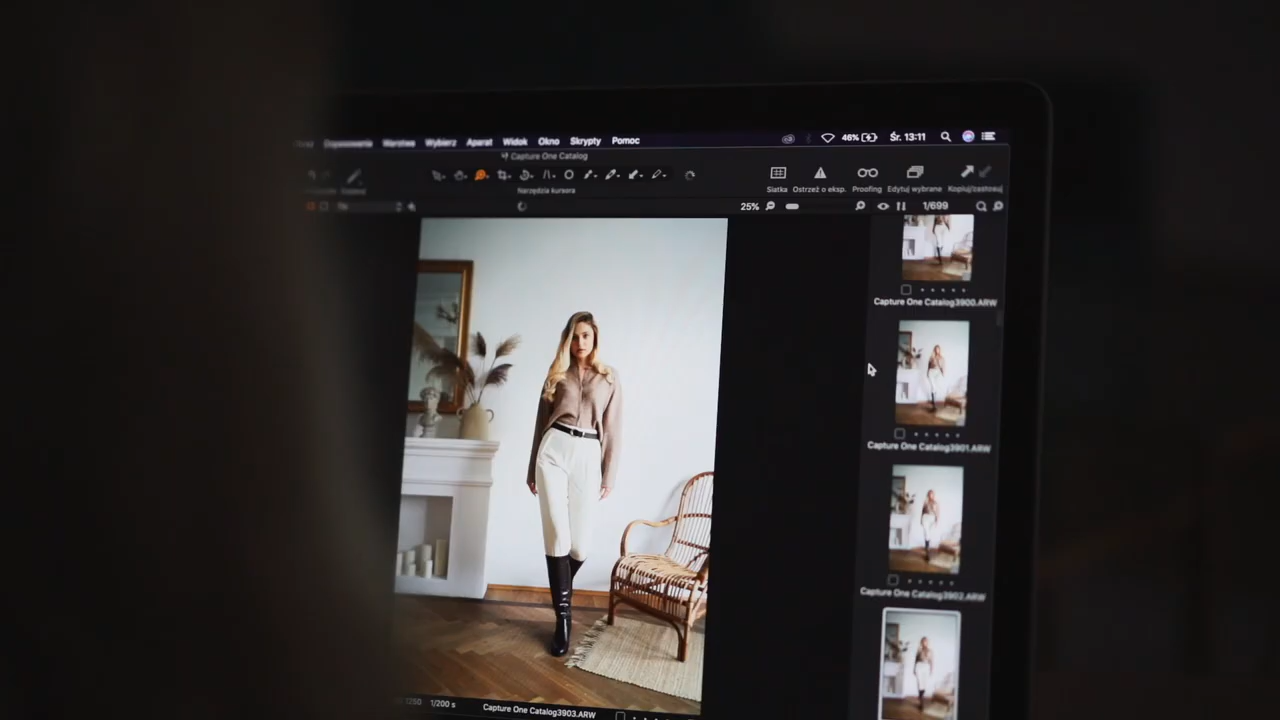 Warstwa Wybierz Aparat Widok Okno Skrypty Pomoc 46% Śr. 13:11
Capture One Catalog
Narzędzia kursora Siatka Ostrzeż o eksp. Proofing Edytuj wybrane Kopiuj/zastosuj
25% 1/699
Capture One Catalog3900.ARW
Capture One Catalog3901.ARW
Capture One Catalog3902.ARW
1/200 s Capture One Catalog3903.ARW